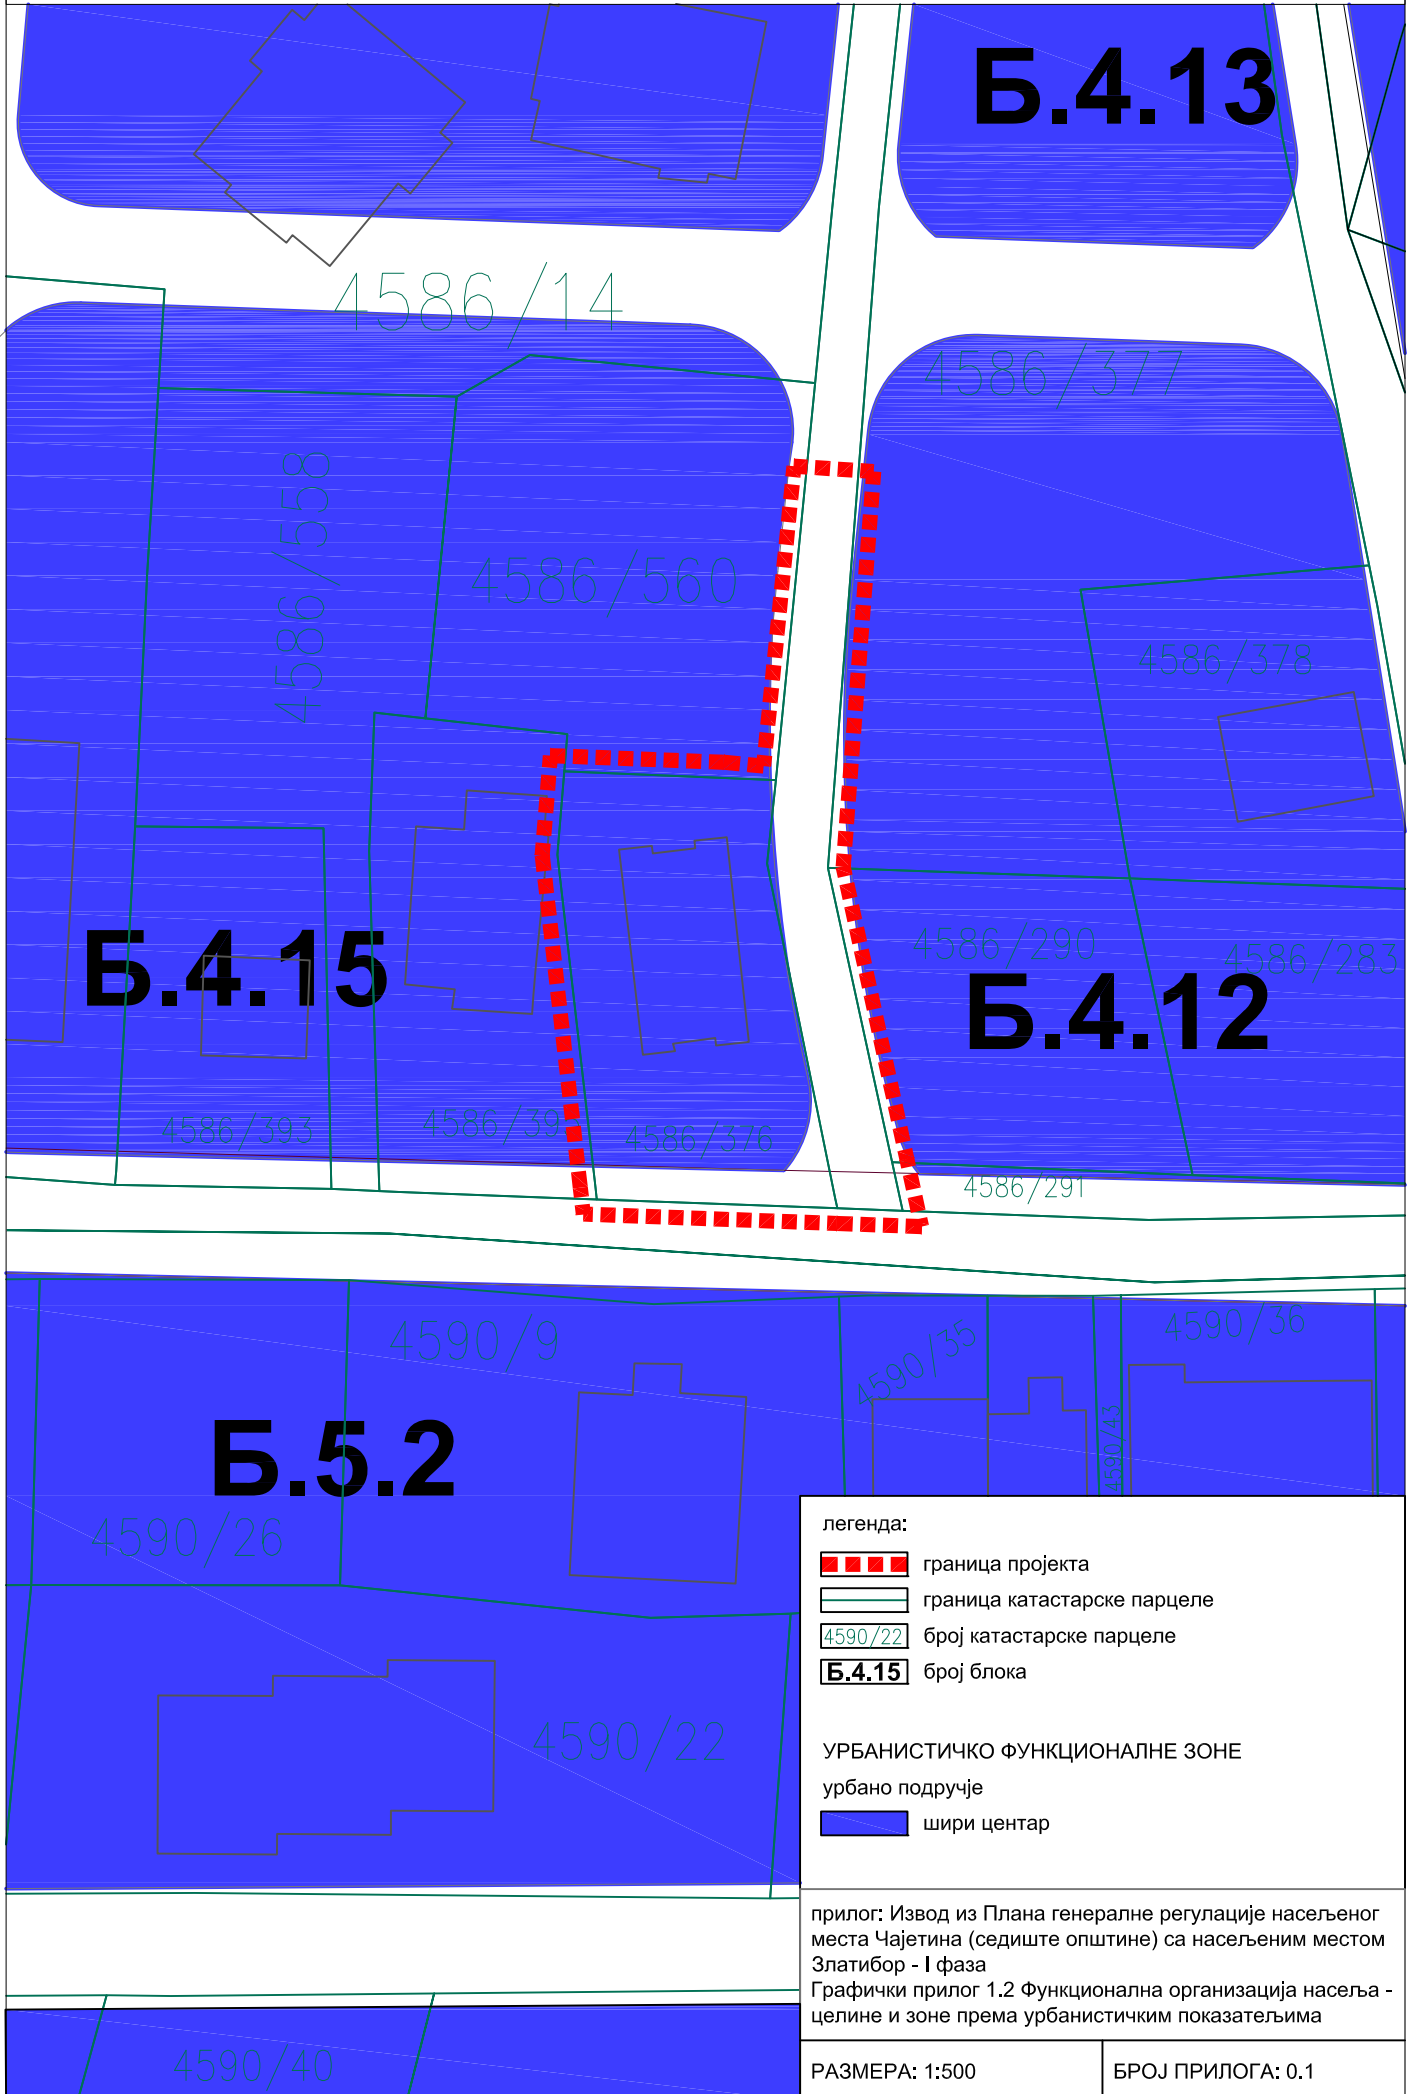 Б.4.13
4586/14
4586/377
4586/558
4586/560
4586/378
Б.4.15
4586/290
4586/283
Б.4.12
4586/393
4586/39
4586/376
4586/291
4590/9
4590/35
4590/36
4590/43
Б.5.2
4590/26
4590/22
4590/40
легенда:
граница пројекта
граница катастарске парцеле
4590/22 број катастарске парцеле
Б.4.15 број блока
УРБАНИСТИЧКО ФУНКЦИОНАЛНЕ ЗОНЕ
урбано подручје
шири центар
прилог: Извод из Плана генералне регулације насељеног
места Чајетина (седиште општине) са насељеним местом
Златибор - I фаза
Графички прилог 1.2 Функционална организација насеља -
целине и зоне према урбанистичким показатељима
РАЗМЕРА: 1:500
БРОЈ ПРИЛОГА: 0.1